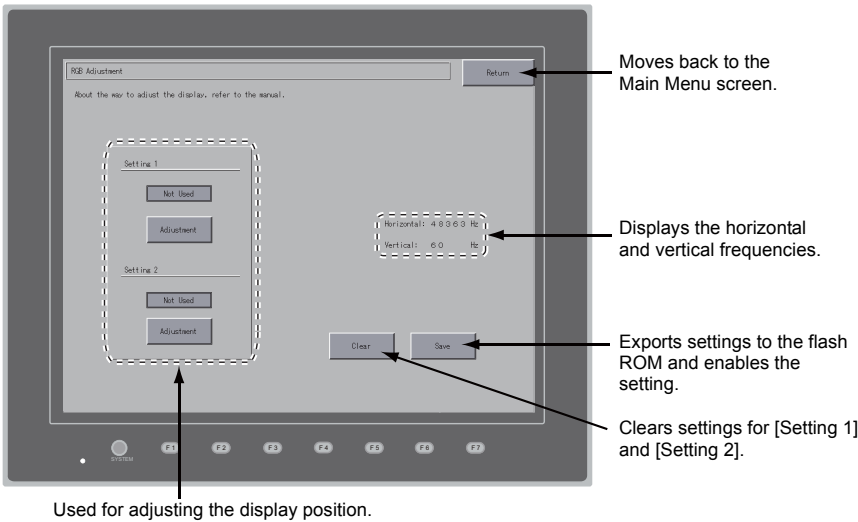 RGB Adjustment
Return
About the way to adjust the display, refer to the manual.
Setting 1
Not Used
Adjustment
Setting 2
Not Used
Adjustment
Horizontal: 48363 Hz
Vertical: 60 Hz
Clear
Save
SYSTEM
F1
F2
F3
F4
F5
F6
F7
Moves back to the
Main Menu screen.
Displays the horizontal
and vertical frequencies.
Exports settings to the flash
ROM and enables the
setting.
Clears settings for [Setting 1]
and [Setting 2].
Used for adjusting the display position.